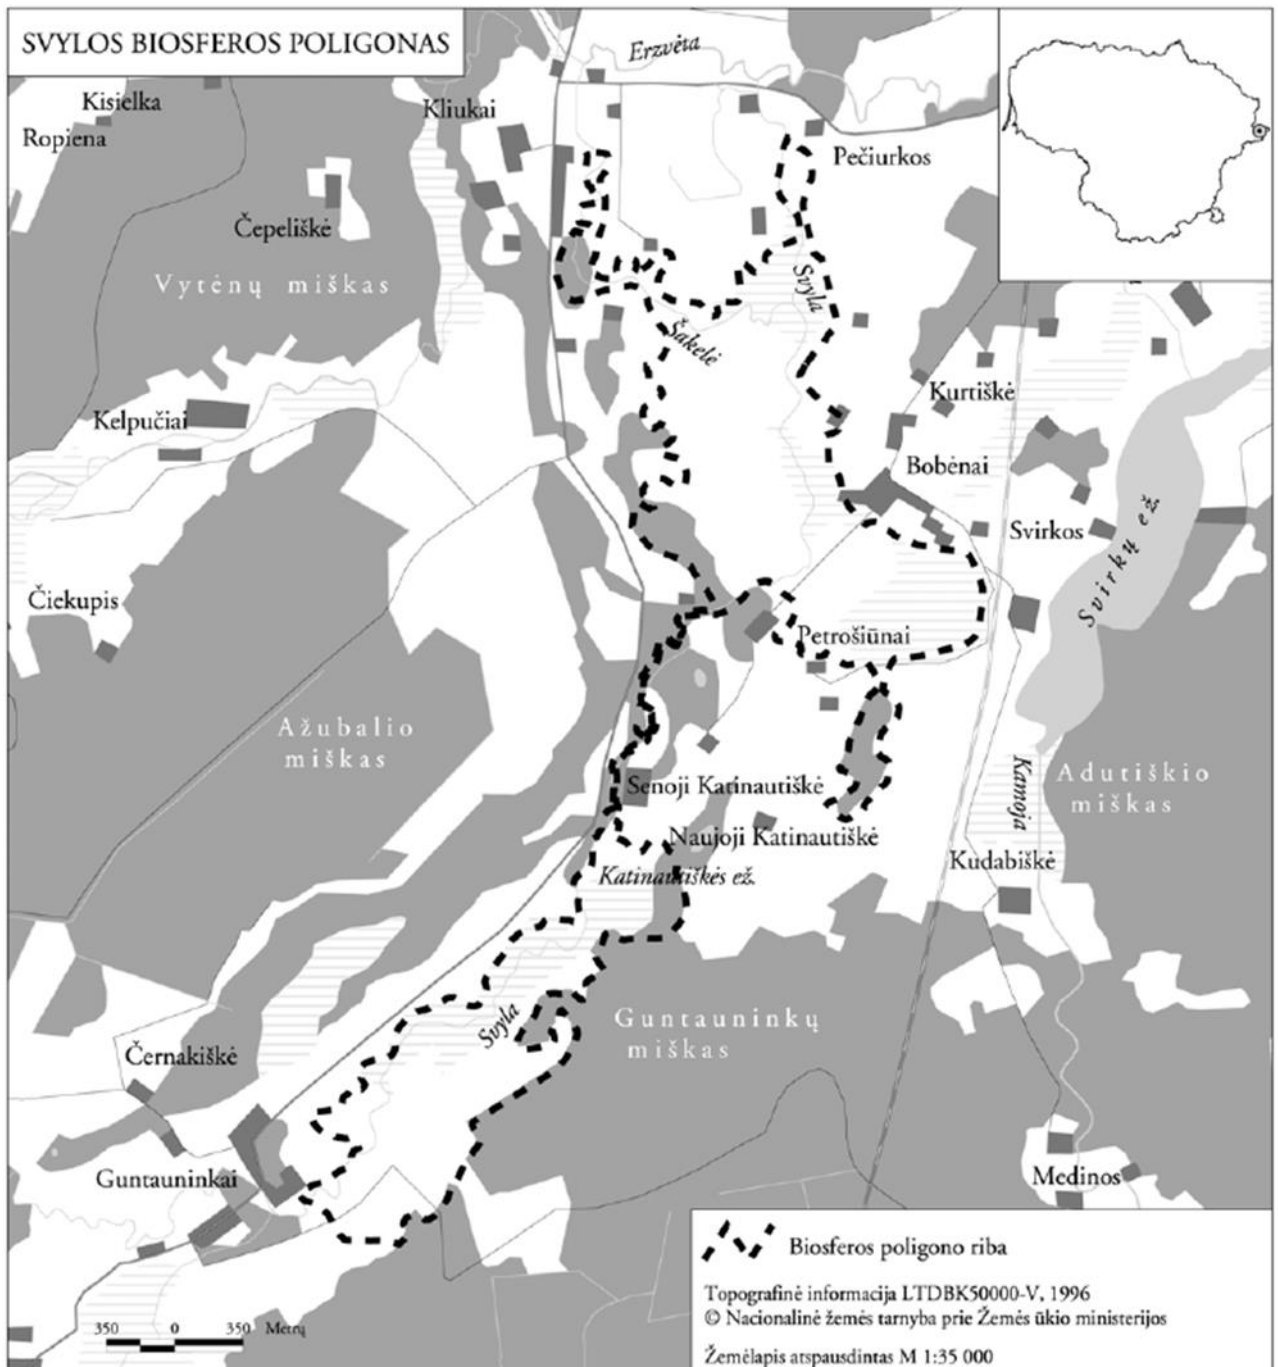 SVYLOS BIOSFEROS POLIGONAS
Erzvėta
Kisielka
Kliukai
Ropiena
Pečiurkos
Čepeliškė
Vytėnų miškas
Svyla
Šakelė
Kurtiškė
Kelpučiai
Bobėnai
Svirkos
Svirkų ež.
Čiekupis
Petrošiūnai
Ažubalio
miškas
Kamoja
Adutiškio
miškas
Senoji Katinautiškė
Naujoji Katinautiškė
Kudabiškė
Katinautiškės ež.
Svyla
Guntauninkų
miškas
Černakiškė
Guntauninkai
Medinos
Biosferos poligono riba
Topografinė informacija LTDBK50000-V, 1996
© Nacionalinė žemės tarnyba prie Žemės ūkio ministerijos
Žemėlapis atspausdintas M 1:35 000
350 0 350 Metrų